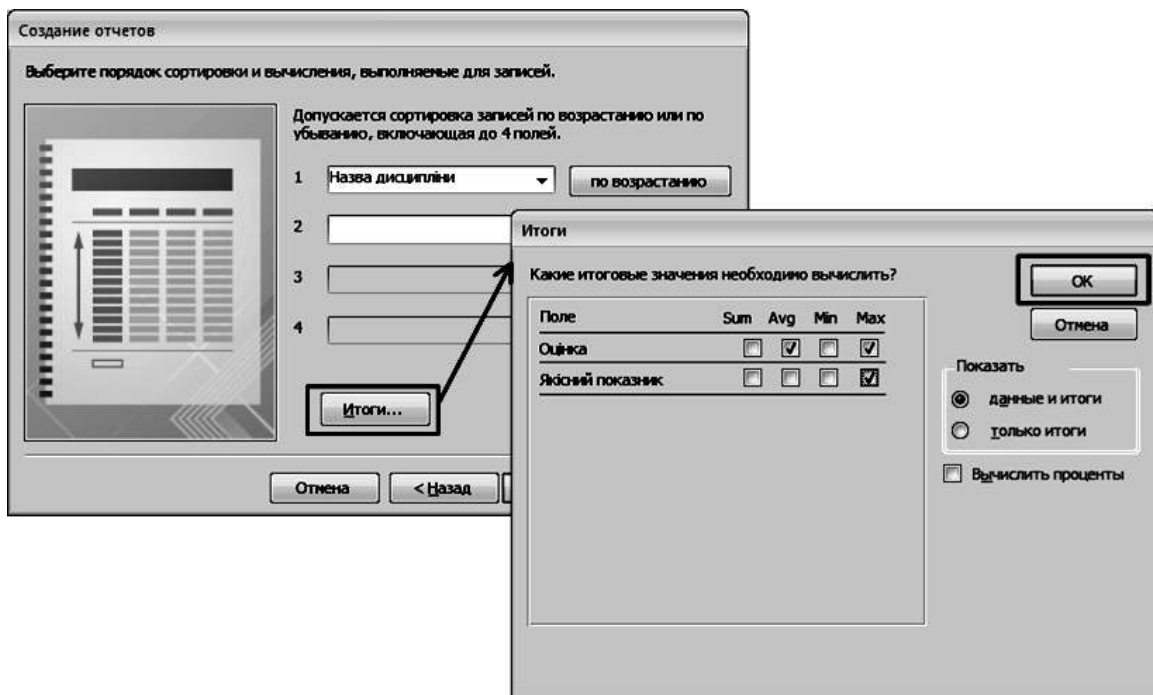 Создание отчетов
Выберите порядок сортировки и вычисления, выполняемые для записей.
Допускается сортировка записей по возрастанию или по
убыванию, включающая до 4 полей.
1 Назва дисципліни по возрастанию
2
3
4
Итоги...
Отмена < Назад
Итоги
Какие итоговые значения необходимо вычислить?
Поле Sum Avg Min Max
Оцінка
Якісний показник
OK
Отмена
Показать
данные и итоги
только итоги
Вычислить проценты